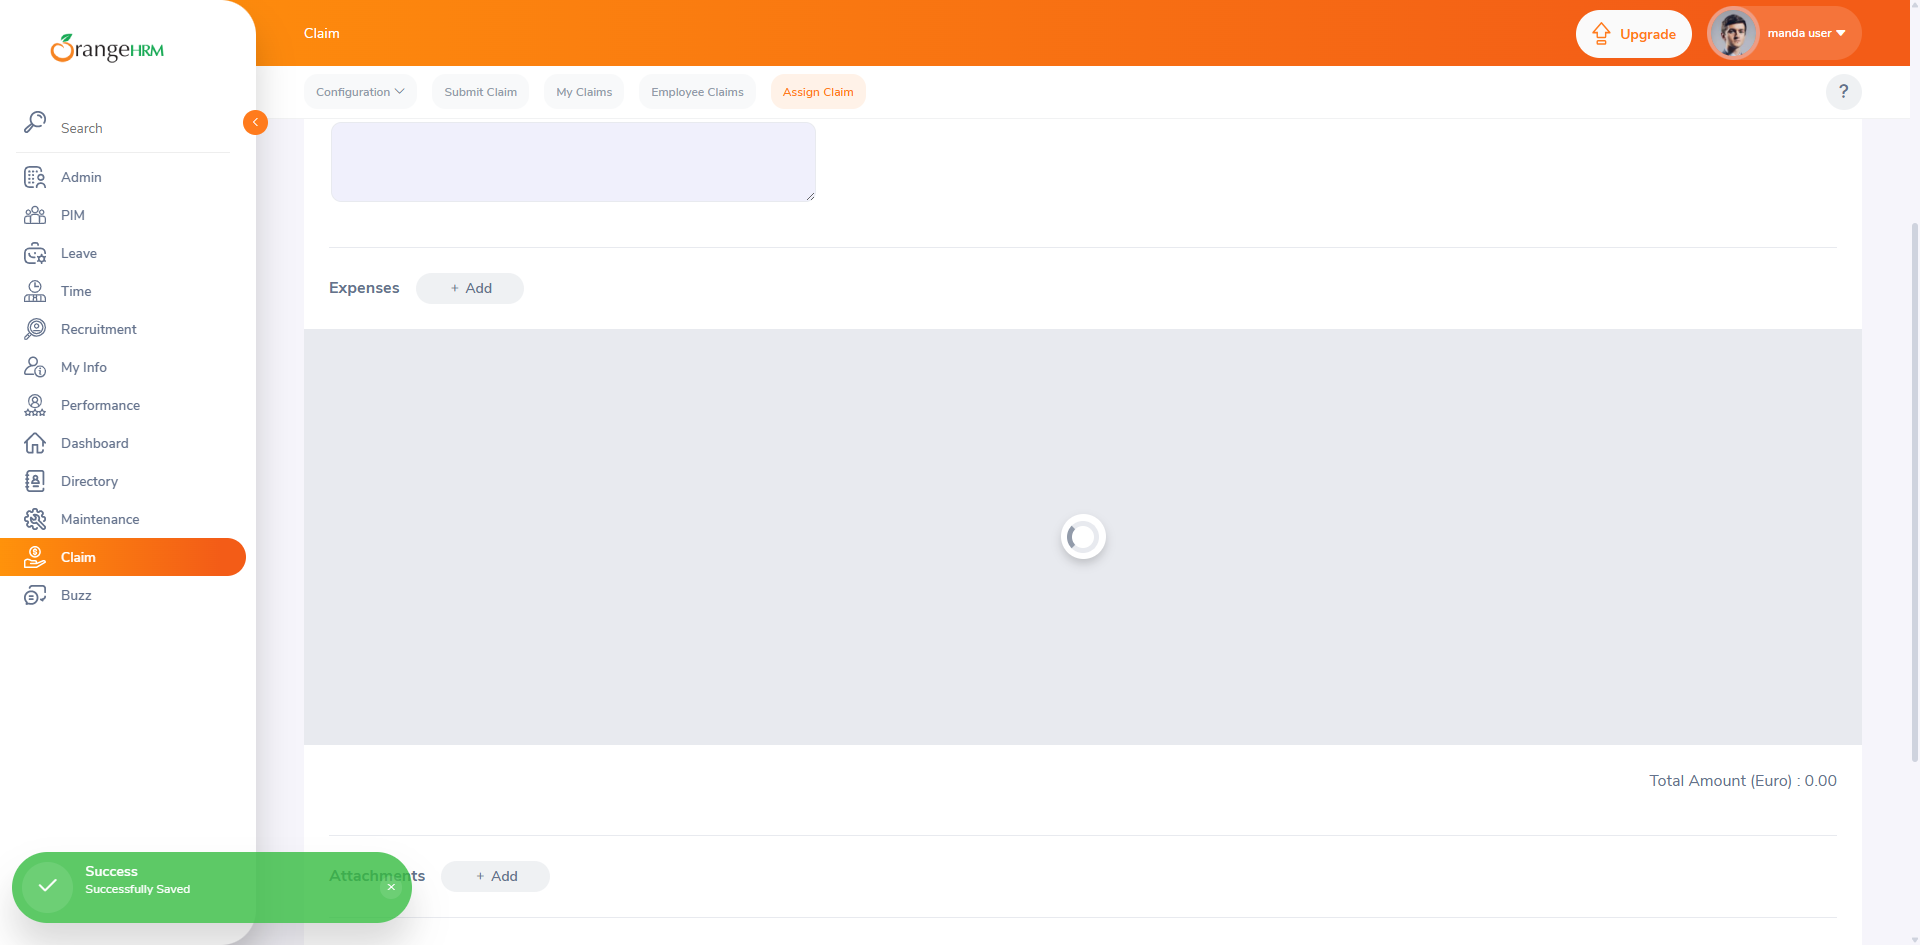 OrangeHRM
Claim
Upgrade
manda user
Configuration
Submit Claim
My Claims
Employee Claims
Assign Claim
?
Search
Admin
PIM
Leave
Time
Recruitment
My Info
Performance
Dashboard
Directory
Maintenance
Claim
Buzz
Expenses
+ Add
Total Amount (Euro) : 0.00
Attachments
+ Add
Success
Successfully Saved
×